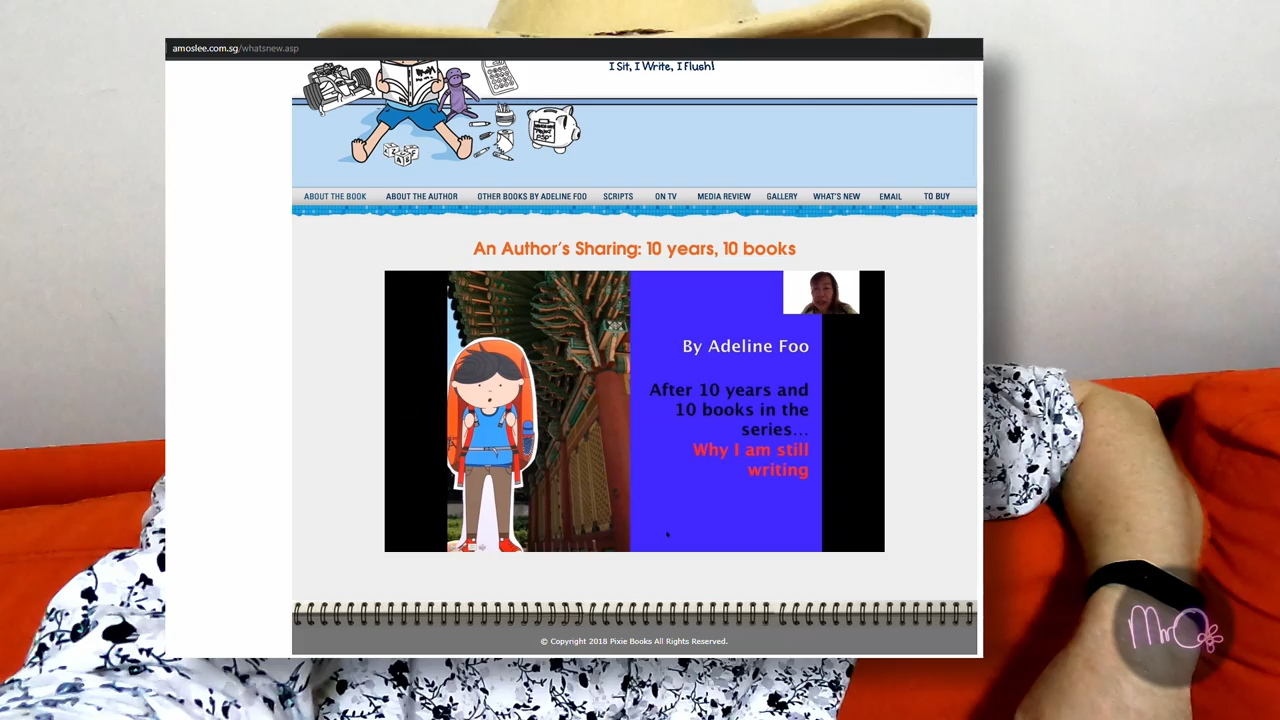 amoslee.com.sg/whatsnew.asp
I Sit, I Write, I Flush!
ABOUT THE BOOK ABOUT THE AUTHOR OTHER BOOKS BY ADELINE FOO SCRIPTS ON TV MEDIA REVIEW GALLERY WHAT'S NEW EMAIL TO BUY
An Author's Sharing: 10 years, 10 books
By Adeline Foo
After 10 years and
10 books in the
series...
Why I am still
writing
© Copyright 2018 Pixie Books All Rights Reserved.
MrO